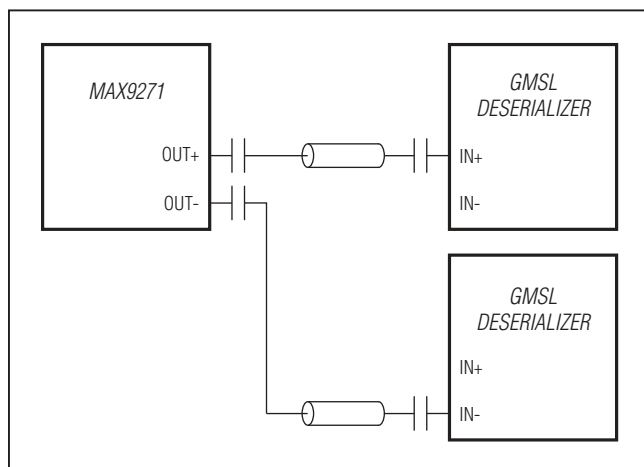 MAX9271
OUT+
OUT-
GMSL
DESERIALIZER
IN+
IN-
GMSL
DESERIALIZER
IN+
IN-